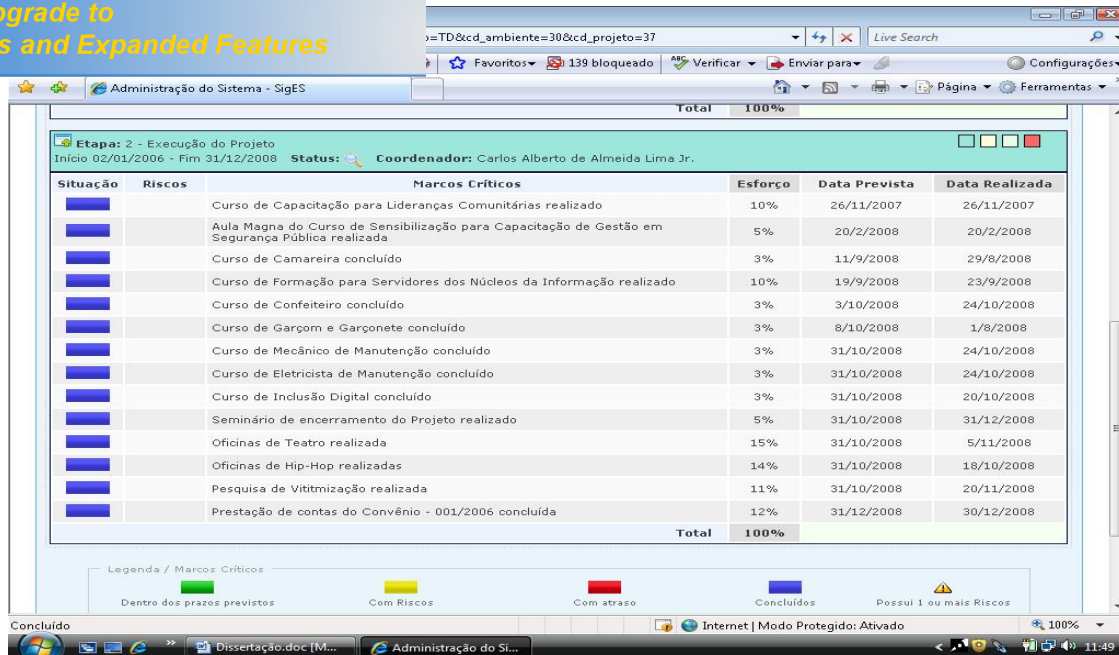 pgrade to
s and Expanded Features
o=TD&cd_ambiente=30&cd_projeto=37
Live Search
Favoritos
139 bloqueado
ABC Verificar
Enviar para
Configurações
Administração do Sistema - SigES
Página
Ferramentas
Total 100%
Etapa: 2 - Execução do Projeto
Início 02/01/2006 - Fim 31/12/2008 Status: Coordenador: Carlos Alberto de Almeida Lima Jr.
Situação Riscos Marcos Críticos Esforço Data Prevista Data Realizada
Curso de Capacitação para Lideranças Comunitárias realizado 10% 26/11/2007 26/11/2007
Aula Magna do Curso de Sensibilização para Capacitação de Gestão em
Segurança Pública realizada 5% 20/2/2008 20/2/2008
Curso de Camareira concluído 3% 11/9/2008 29/8/2008
Curso de Formação para Servidores dos Núcleos da Informação realizado 10% 19/9/2008 23/9/2008
Curso de Confeiteiro concluído 3% 3/10/2008 24/10/2008
Curso de Garçom e Garçonete concluído 3% 8/10/2008 1/8/2008
Curso de Mecânico de Manutenção concluído 3% 31/10/2008 24/10/2008
Curso de Eletricista de Manutenção concluído 3% 31/10/2008 24/10/2008
Curso de Inclusão Digital concluído 3% 31/10/2008 20/10/2008
Seminário de encerramento do Projeto realizado 5% 31/10/2008 31/12/2008
Oficinas de Teatro realizada 15% 31/10/2008 5/11/2008
Oficinas de Hip-Hop realizadas 14% 31/10/2008 18/10/2008
Pesquisa de Vititmização realizada 11% 31/10/2008 20/11/2008
Prestação de contas do Convênio - 001/2006 concluída 12% 31/12/2008 30/12/2008
Total 100%
Legenda / Marcos Críticos
Dentro dos prazos previstos Com Riscos Com atraso Concluídos Possui 1 ou mais Riscos
Concluído Internet | Modo Protegido: Ativado 100%
Dissertação.doc [M... Administração do Si... 11:49